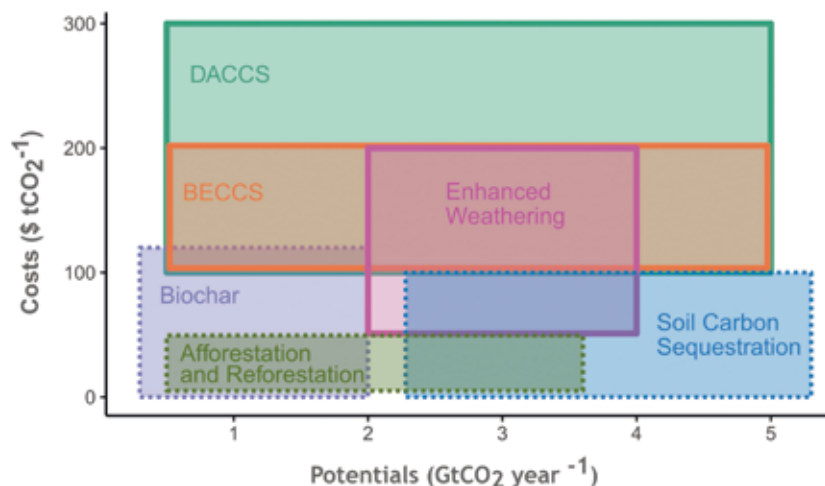 300
DACCS
200
BECCS
Enhanced
Weathering
Costs ($ tCO₂⁻¹)
100
Biochar
Soil Carbon
Sequestration
Afforestation
and Reforestation
0
1 2 3 4 5
Potentials (GtCO₂ year ⁻¹)